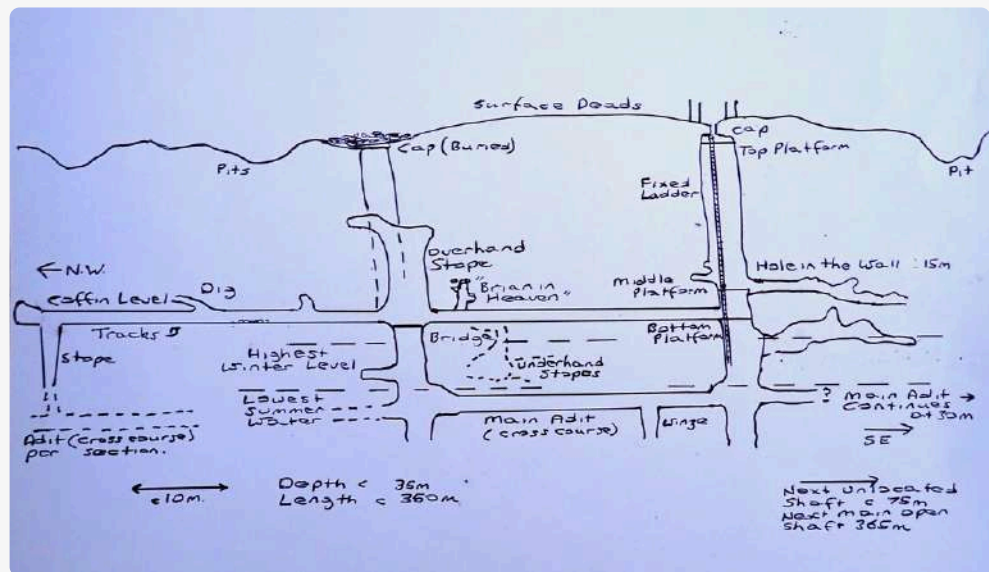 Surface Deads
Cap
Cap (Buried)
Top Platform
Pits
Pit
Fixed
Ladder
Overhand
Stope
← N.W.
Hole in the Wall : 15m
Coffin Level
Dig
"Brian in
Heaven"
Middle
Platform
Tracks
Bridge
Bottom
Platform
Stope
Highest
Winter Level
Underhand
Stopes
Lowest
Summer
Water
? Main Adit →
Continues
at 30m
Main Adit
(cross course)
Winze
Adit (cross course)
per
section.
SE
c10m.
Depth c 35m
Length c 350m
Next unlocated
Shaft c 75m
Next main open
shaft 365m